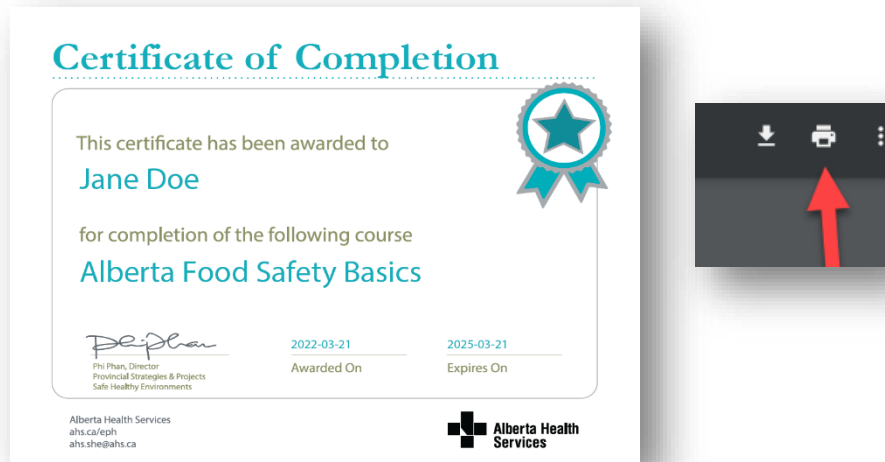 Certificate of Completion
This certificate has been awarded to
Jane Doe
for completion of the following course
Alberta Food Safety Basics
2022-03-21
2025-03-21
Phi Phan, Director
Provincial Strategies & Projects
Safe Healthy Environments
Awarded On
Expires On
Alberta Health Services
ahs.ca/eph
ahs.she@ahs.ca
Alberta Health
Services